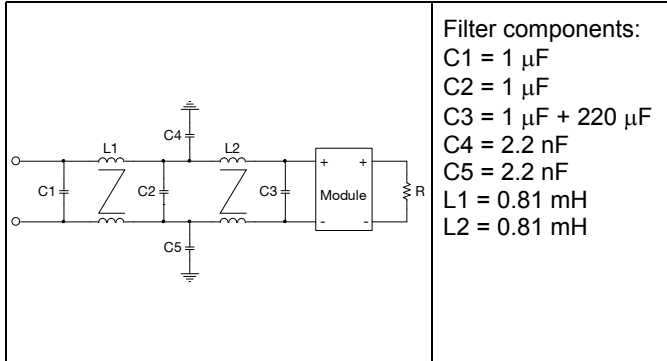 Filter components:
C1 = 1 μF
C2 = 1 μF
C3 = 1 μF + 220 μF
C4 = 2.2 nF
C5 = 2.2 nF
L1 = 0.81 mH
L2 = 0.81 mH
C4
L1
L2
+ +
C1
C2
C3
Module
R
- -
C5